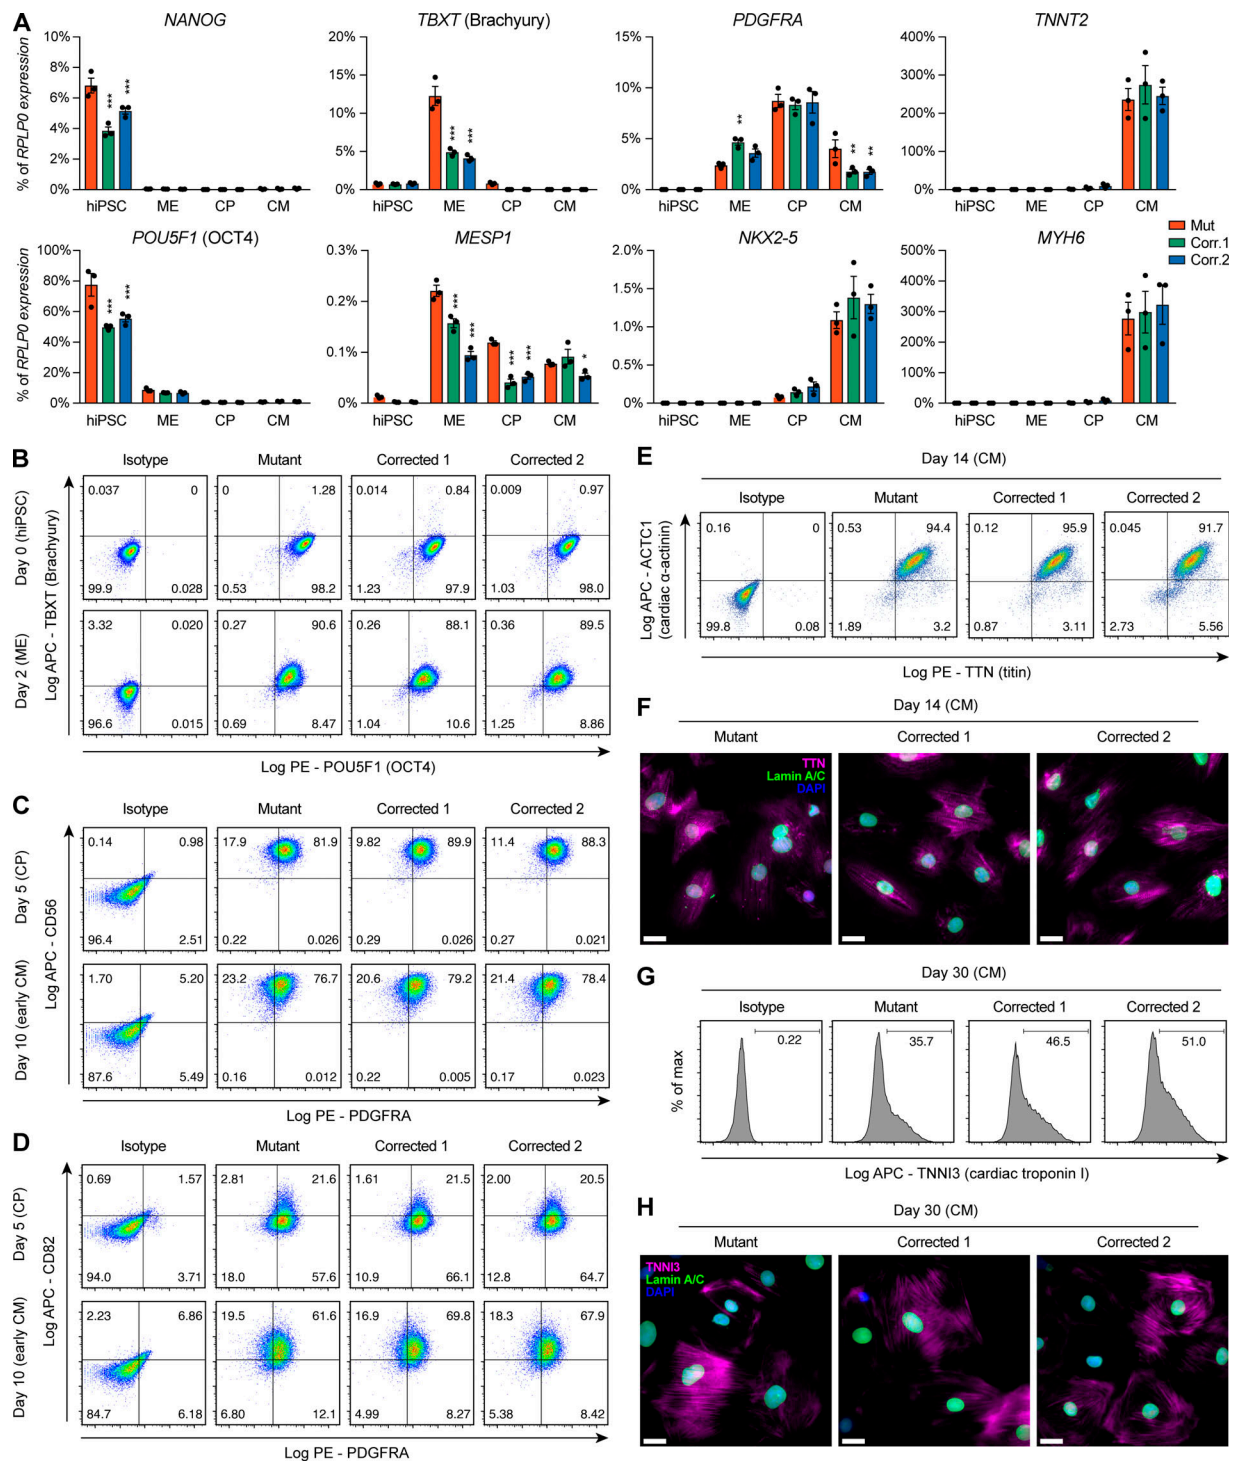 A
NANOG
TBXT (Brachyury)
PDGFRA
TNNT2
% of RPLP0 expression
10%
8%
6%
4%
2%
0%
***
***
hiPSC ME CP CM
20%
15%
10%
5%
0%
***
***
hiPSC ME CP CM
15%
10%
5%
0%
**
**
**
hiPSC ME CP CM
400%
300%
200%
100%
0%
hiPSC ME CP CM
Mut
Corr.1
Corr.2
POU5F1 (OCT4)
MESP1
NKX2-5
MYH6
% of RPLP0 expression
100%
80%
60%
40%
20%
0%
***
***
hiPSC ME CP CM
0.3%
0.2%
0.1%
0%
***
***
***
***
*
hiPSC ME CP CM
2.0%
1.5%
1.0%
0.5%
0.0%
hiPSC ME CP CM
500%
400%
300%
200%
100%
0%
hiPSC ME CP CM
B
Isotype Mutant Corrected 1 Corrected 2
Day 0 (hiPSC)
Day 2 (ME)
Log APC - TBXT (Brachyury)
0.037 0 0 1.28 0.014 0.84 0.009 0.97
99.9 0.028 0.53 98.2 1.23 97.9 1.03 98.0
3.32 0.020 0.27 90.6 0.26 88.1 0.36 89.5
96.6 0.015 0.69 8.47 1.04 10.6 1.25 8.86
Log PE - POU5F1 (OCT4)
C
Isotype Mutant Corrected 1 Corrected 2
Day 5 (CP)
Day 10 (early CM)
Log APC - CD56
0.14 0.98 17.9 81.9 9.82 89.9 11.4 88.3
96.4 2.51 0.22 0.026 0.29 0.026 0.27 0.021
1.70 5.20 23.2 76.7 20.6 79.2 21.4 78.4
87.6 5.49 0.16 0.012 0.22 0.005 0.17 0.023
Log PE - PDGFRA
D
Isotype Mutant Corrected 1 Corrected 2
Day 5 (CP)
Day 10 (early CM)
Log APC - CD82
0.69 1.57 2.81 21.6 1.61 21.5 2.00 20.5
94.0 3.71 18.0 57.6 10.9 66.1 12.8 64.7
2.23 6.86 19.5 61.6 16.9 69.8 18.3 67.9
84.7 6.18 6.80 12.1 4.99 8.27 5.38 8.42
Log PE - PDGFRA
E
Day 14 (CM)
Isotype Mutant Corrected 1 Corrected 2
Log APC - ACTC1
(cardiac α-actinin)
0.16 0 0.53 94.4 0.12 95.9 0.045 91.7
99.8 0.08 1.89 3.2 0.87 3.11 2.73 5.56
Log PE - TTN (titin)
F
Day 14 (CM)
Mutant Corrected 1 Corrected 2
TTN
Lamin A/C
DAPI
G
Day 30 (CM)
Isotype Mutant Corrected 1 Corrected 2
% of max
0.22 35.7 46.5 51.0
Log APC - TNNI3 (cardiac troponin I)
H
Day 30 (CM)
Mutant Corrected 1 Corrected 2
TNNI3
Lamin A/C
DAPI